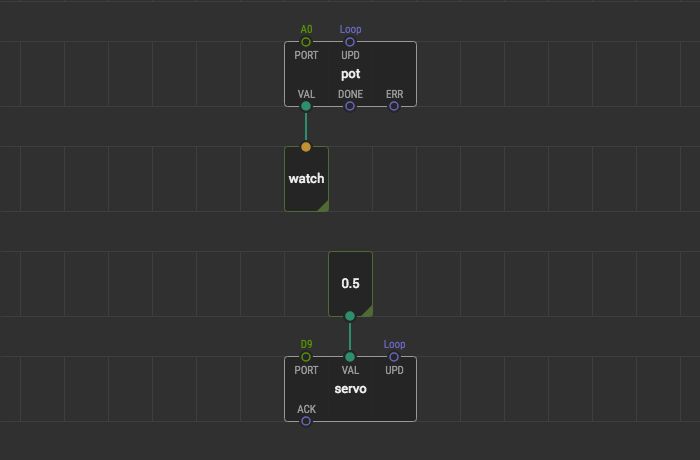 A0 Loop
PORT UPD
pot
VAL DONE ERR
watch
0.5
D9 Loop
PORT VAL UPD
servo
ACK